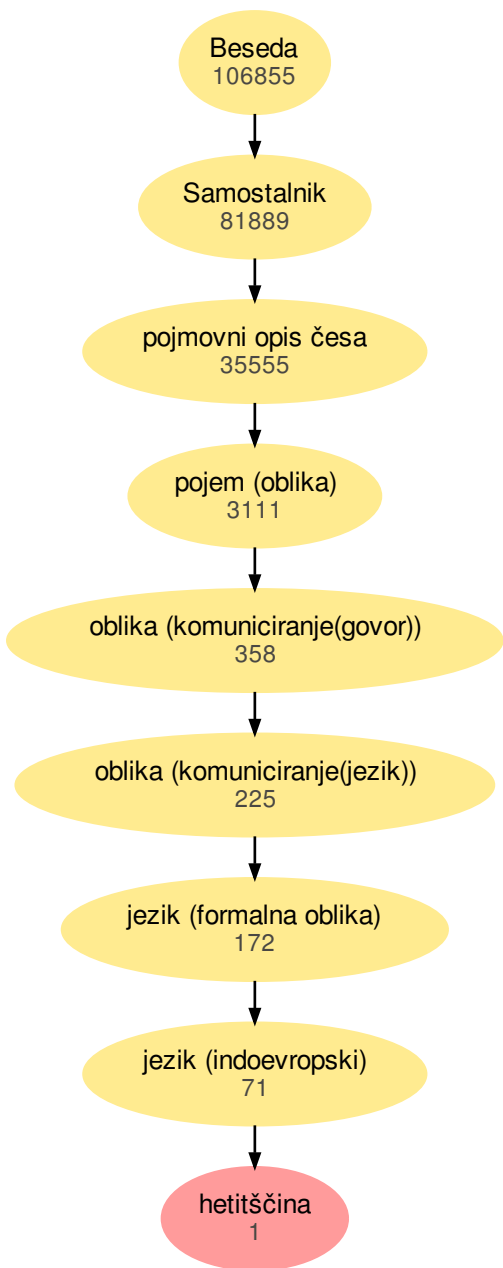 Beseda
106855
Samostalnik
81889
pojmovni opis česa
35555
pojem (oblika)
3111
oblika (komuniciranje(govor))
358
oblika (komuniciranje(jezik))
225
jezik (formalna oblika)
172
jezik (indoevropski)
71
hetitščina
1